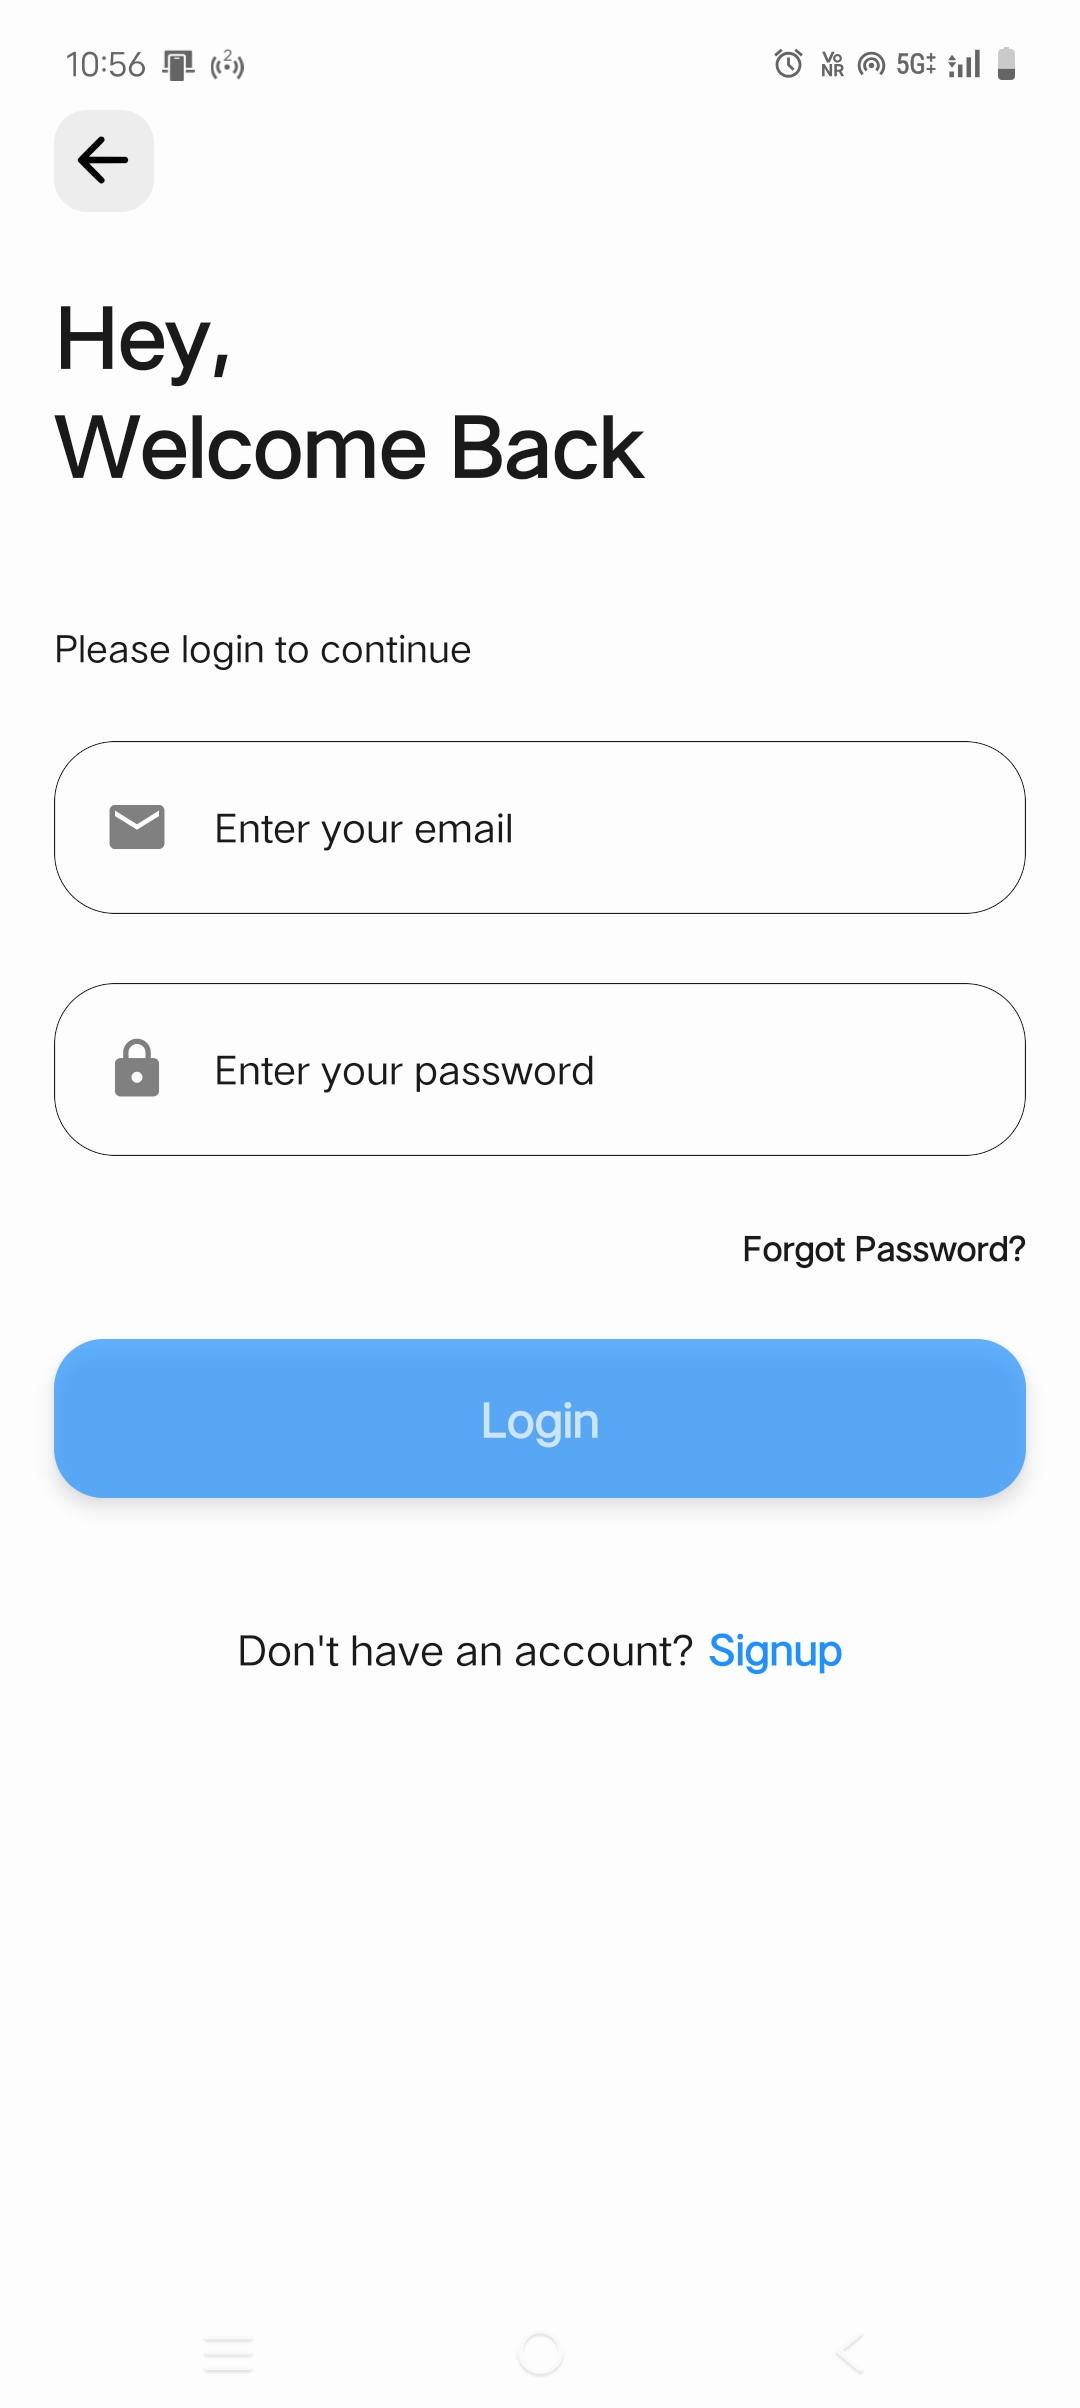 10:56 2 Vo NR 5G
Hey,
Welcome Back
Please login to continue
Enter your email
Enter your password
Forgot Password?
Login
Don't have an account? Signup